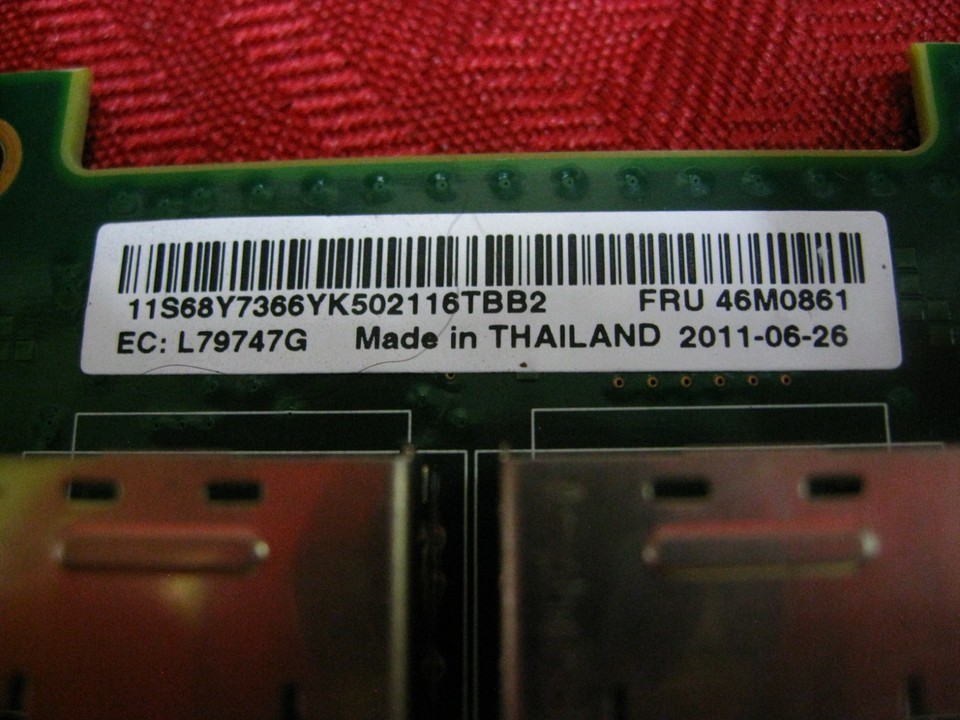 11S68Y7366YK502116TBB2 FRU 46M0861
EC: L79747G Made in THAILAND 2011-06-26